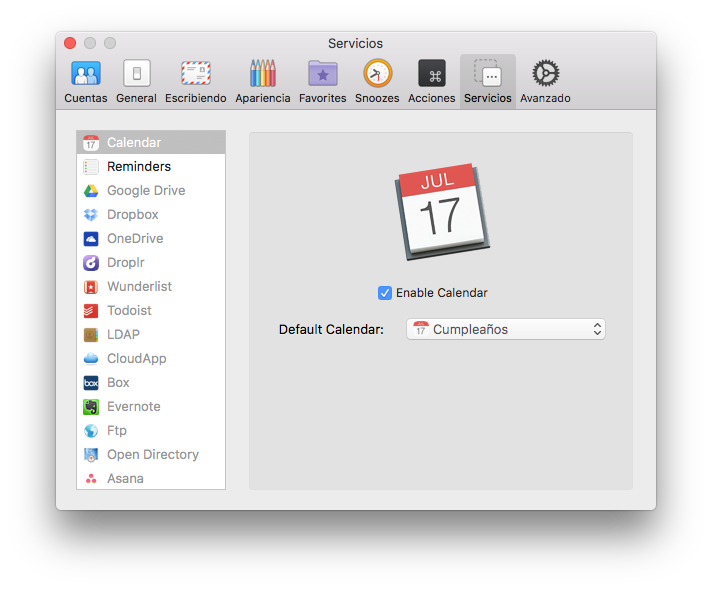 Servicios
Cuentas General Escribiendo Apariencia Favorites Snoozes Acciones Servicios Avanzado
Calendar
Reminders
Google Drive
Dropbox
OneDrive
Droplr
Wunderlist
Todoist
LDAP
CloudApp
Box
Evernote
Ftp
Open Directory
Asana
JUL
17
Enable Calendar
Default Calendar: 17 Cumpleaños